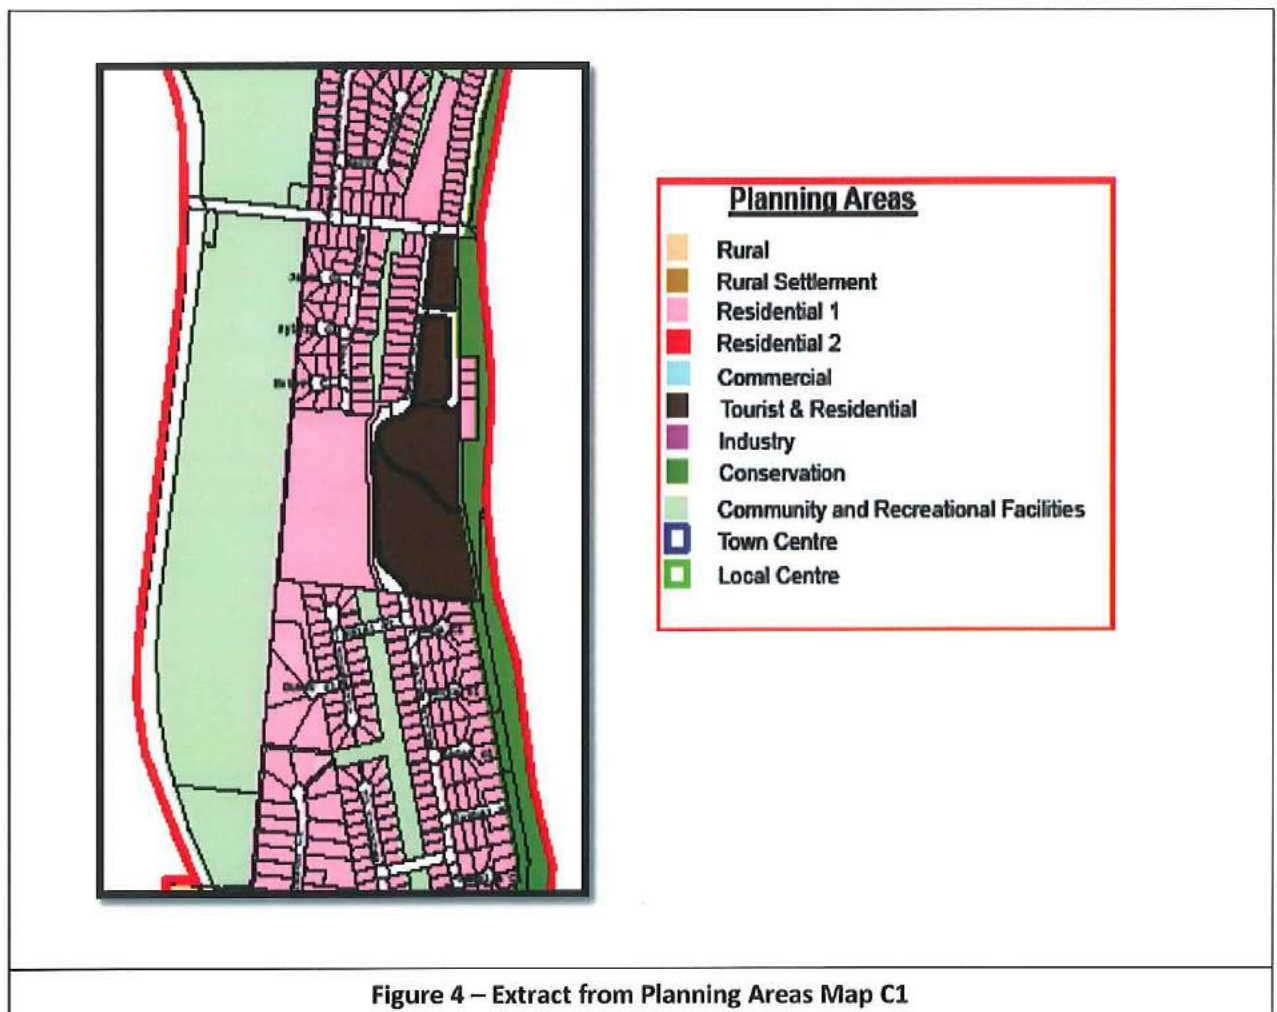 Planning Areas
Rural
Rural Settlement
Residential 1
Residential 2
Commercial
Tourist & Residential
Industry
Conservation
Community and Recreational Facilities
Town Centre
Local Centre
Figure 4 – Extract from Planning Areas Map C1